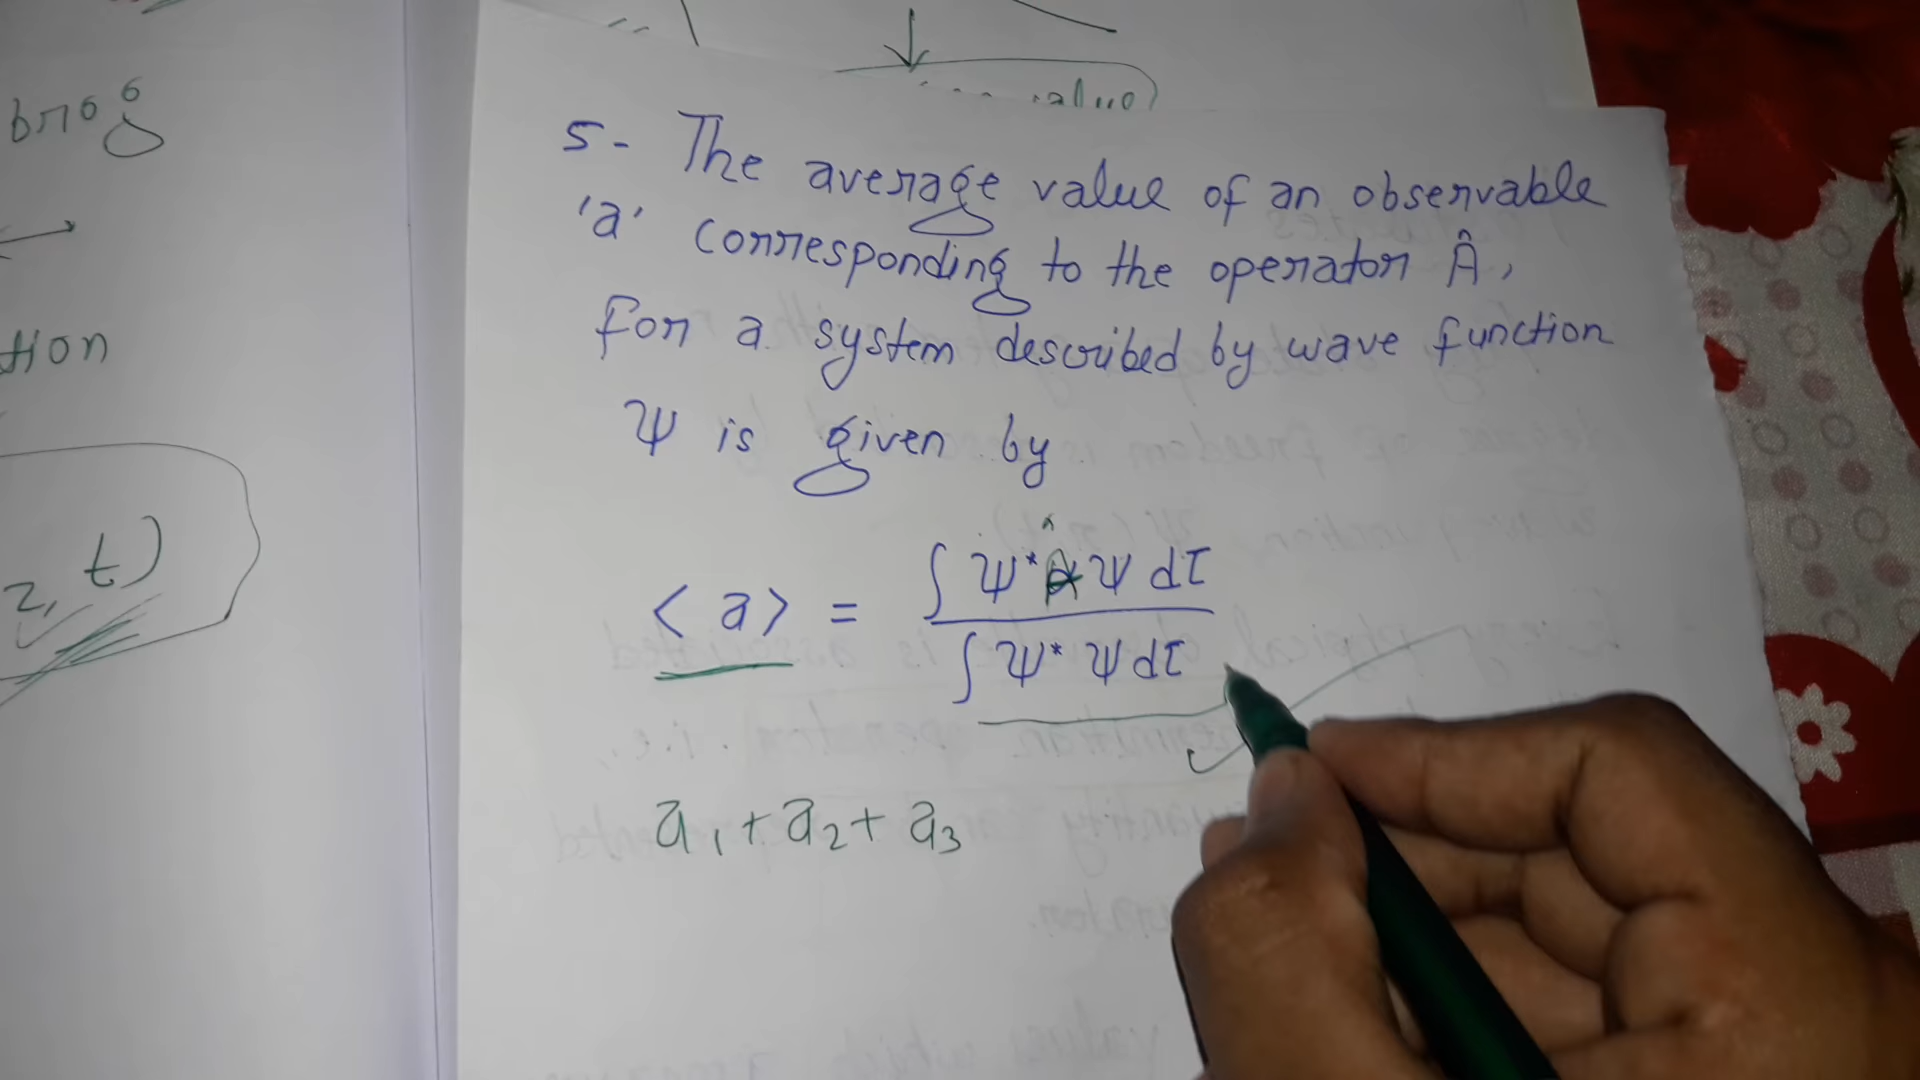 value)
5- The average value of an observable
'a' corresponding to the operator Â,
for a system described by wave function
Ψ is given by
<a> = ∫ Ψ* Â Ψ dτ
∫ Ψ* Ψ dτ
a₁ + a₂ + a₃
tion
z, t)